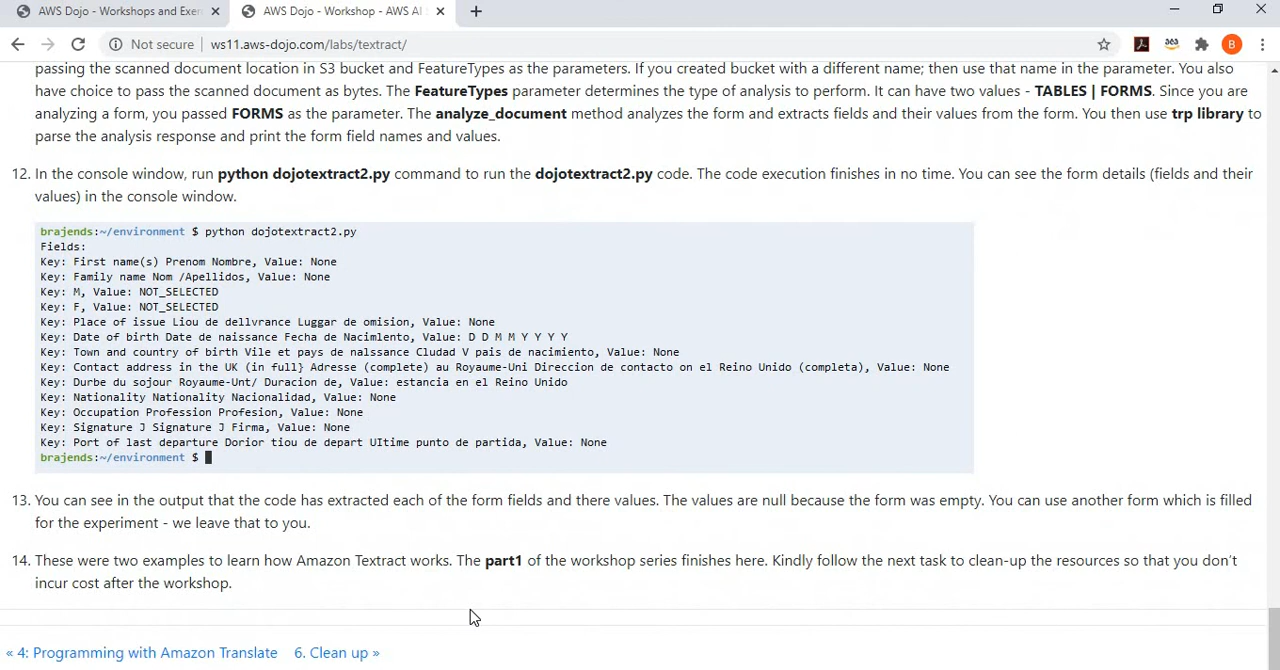 AWS Dojo - Workshops and Exer
AWS Dojo - Workshop - AWS AI
Not secure | ws11.aws-dojo.com/labs/textract/
passing the scanned document location in S3 bucket and FeatureTypes as the parameters. If you created bucket with a different name; then use that name in the parameter. You also
have choice to pass the scanned document as bytes. The FeatureTypes parameter determines the type of analysis to perform. It can have two values - TABLES | FORMS. Since you are
analyzing a form, you passed FORMS as the parameter. The analyze_document method analyzes the form and extracts fields and their values from the form. You then use trp library to
parse the analysis response and print the form field names and values.
12. In the console window, run python dojotextract2.py command to run the dojotextract2.py code. The code execution finishes in no time. You can see the form details (fields and their
values) in the console window.
brajends:~/environment $ python dojotextract2.py
Fields:
Key: First name(s) Prenom Nombre, Value: None
Key: Family name Nom /Apellidos, Value: None
Key: M, Value: NOT_SELECTED
Key: F, Value: NOT_SELECTED
Key: Place of issue Liou de dellvrance Luggar de omision, Value: None
Key: Date of birth Date de naissance Fecha de Nacimlento, Value: D D M M Y Y Y Y
Key: Town and country of birth Vile et pays de nalssance Cludad V pais de nacimiento, Value: None
Key: Contact address in the UK (in full} Adresse (complete) au Royaume-Uni Direccion de contacto on el Reino Unido (completa), Value: None
Key: Durbe du sojour Royaume-Unt/ Duracion de, Value: estancia en el Reino Unido
Key: Nationality Nationality Nacionalidad, Value: None
Key: Occupation Profession Profesion, Value: None
Key: Signature J Signature J Firma, Value: None
Key: Port of last departure Dorior tiou de depart UItime punto de partida, Value: None
brajends:~/environment $
13. You can see in the output that the code has extracted each of the form fields and there values. The values are null because the form was empty. You can use another form which is filled
for the experiment - we leave that to you.
14. These were two examples to learn how Amazon Textract works. The part1 of the workshop series finishes here. Kindly follow the next task to clean-up the resources so that you don't
incur cost after the workshop.
« 4: Programming with Amazon Translate 6. Clean up »